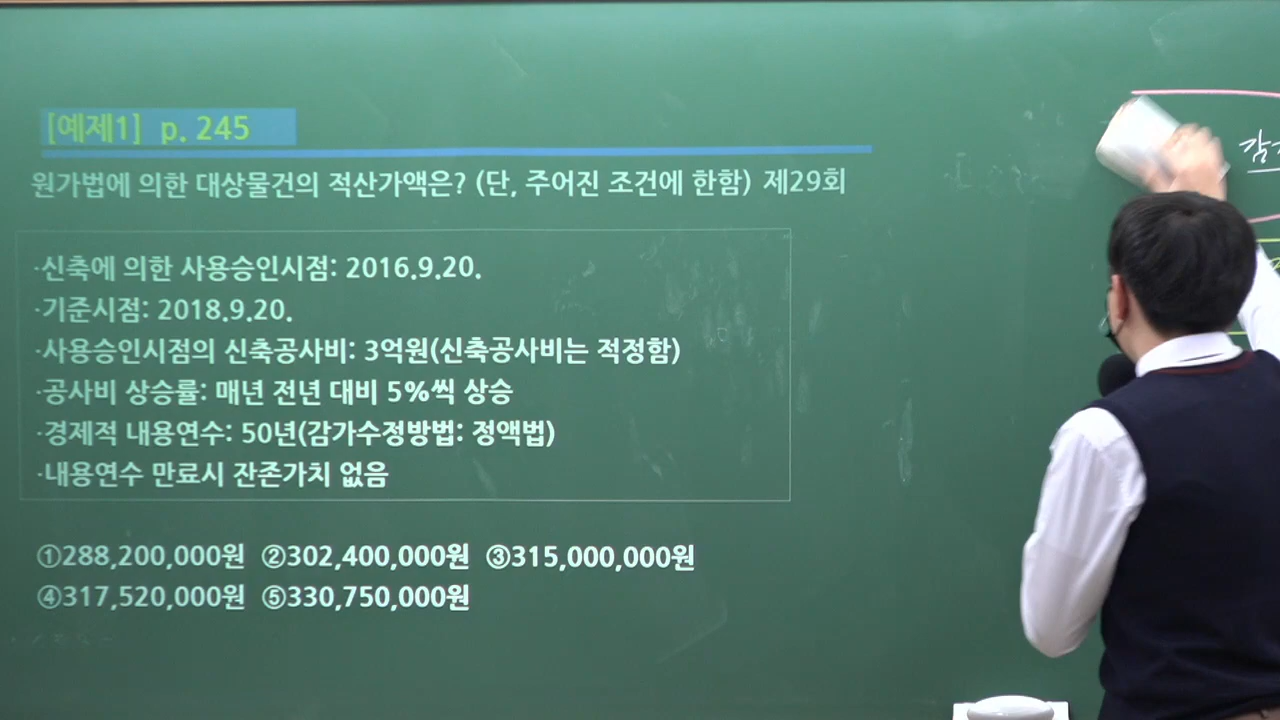 [예제1] p. 245
원가법에 의한 대상물건의 적산가액은? (단, 주어진 조건에 한함) 제29회
·신축에 의한 사용승인시점: 2016.9.20.
·기준시점: 2018.9.20.
·사용승인시점의 신축공사비: 3억원(신축공사비는 적정함)
·공사비 상승률: 매년 전년 대비 5%씩 상승
·경제적 내용연수: 50년(감가수정방법: 정액법)
·내용연수 만료시 잔존가치 없음
①288,200,000원 ②302,400,000원 ③315,000,000원
④317,520,000원 ⑤330,750,000원